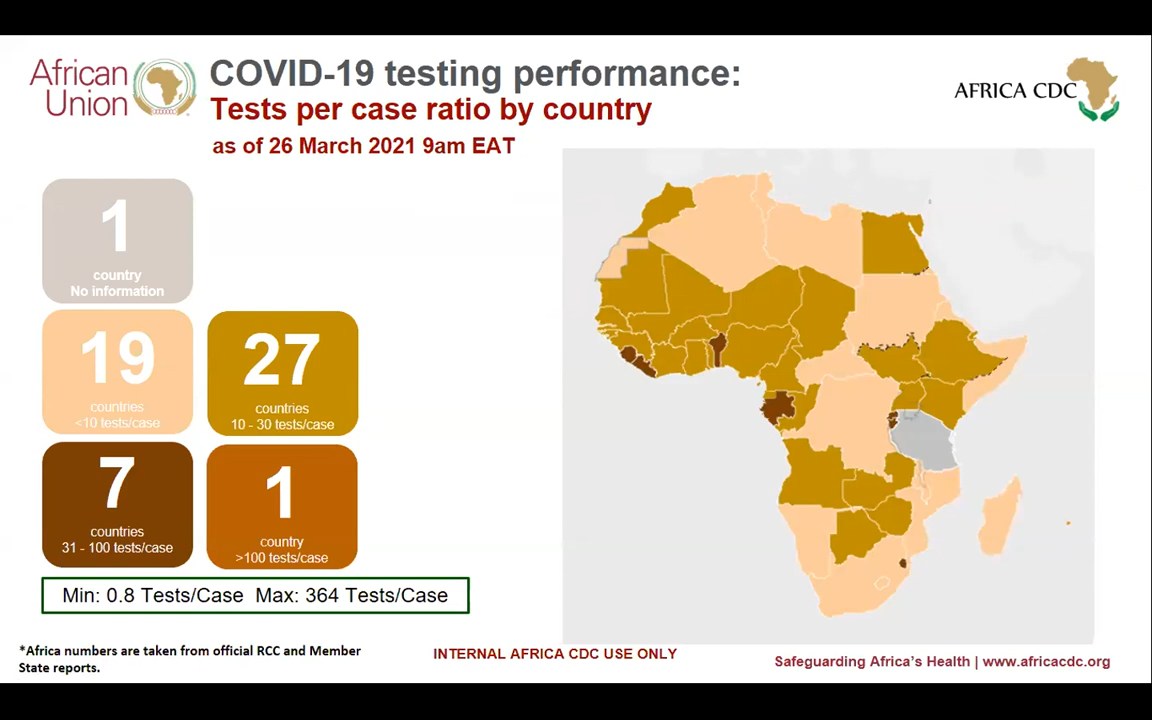 African
Union
COVID-19 testing performance:
Tests per case ratio by country
as of 26 March 2021 9am EAT
AFRICA CDC
1
country
No information
19
countries
<10 tests/case
27
countries
10 - 30 tests/case
7
countries
31 - 100 tests/case
1
country
>100 tests/case
Min: 0.8 Tests/Case Max: 364 Tests/Case
*Africa numbers are taken from official RCC and Member
State reports.
INTERNAL AFRICA CDC USE ONLY
Safeguarding Africa's Health | www.africacdc.org